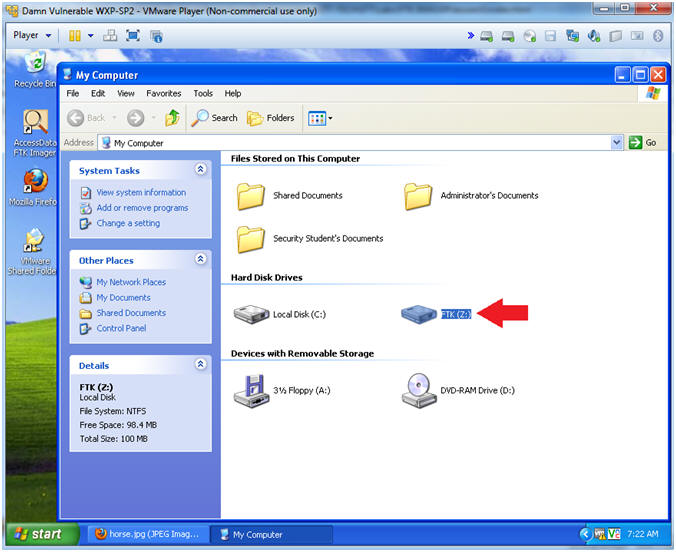 Damn Vulnerable WXP-SP2 - VMware Player (Non-commercial use only)
Player
Recycle Bin
AccessData
FTK Imager
Mozilla Firefo
VMware
Shared Folde
My Computer
File Edit View Favorites Tools Help
Back Search Folders
Address My Computer Go
System Tasks
View system information
Add or remove programs
Change a setting
Other Places
My Network Places
My Documents
Shared Documents
Control Panel
Details
FTK (Z:)
Local Disk
File System: NTFS
Free Space: 98.4 MB
Total Size: 100 MB
Files Stored on This Computer
Shared Documents Administrator's Documents
Security Student's Documents
Hard Disk Drives
Local Disk (C:) FTK (Z:)
Devices with Removable Storage
3½ Floppy (A:) DVD-RAM Drive (D:)
start horse.jpg (JPEG Imag... My Computer 7:22 AM